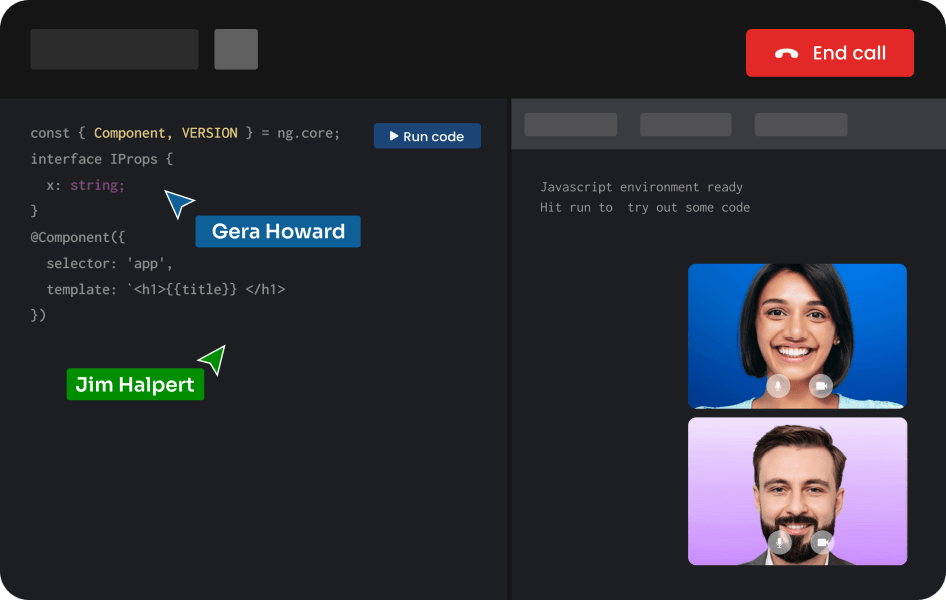 End call
const { Component, VERSION } = ng.core;
Run code
interface IProps {
x: string;
}
Gera Howard
@Component({
selector: 'app',
template: `<h1>{{title}} </h1>
})
Jim Halpert
Javascript environment ready
Hit run to  try out some code